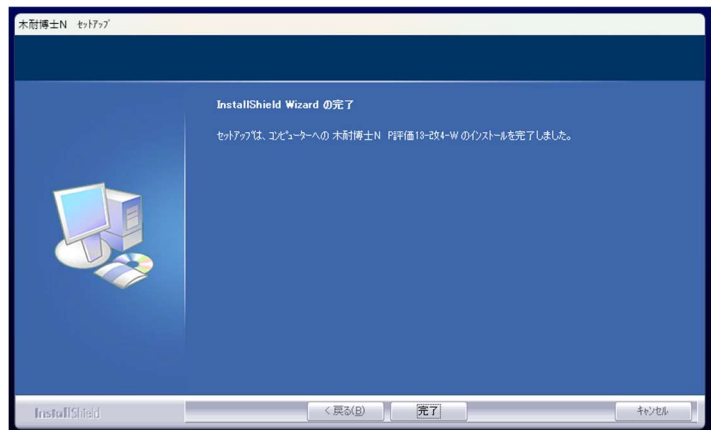 木耐博士N セットアップ
InstallShield Wizard の完了
セットアップは、コンピューターへの 木耐博士N P評価13-改4-W のインストールを完了しました。
InstallShield
< 戻る(B)
完了
キャンセル